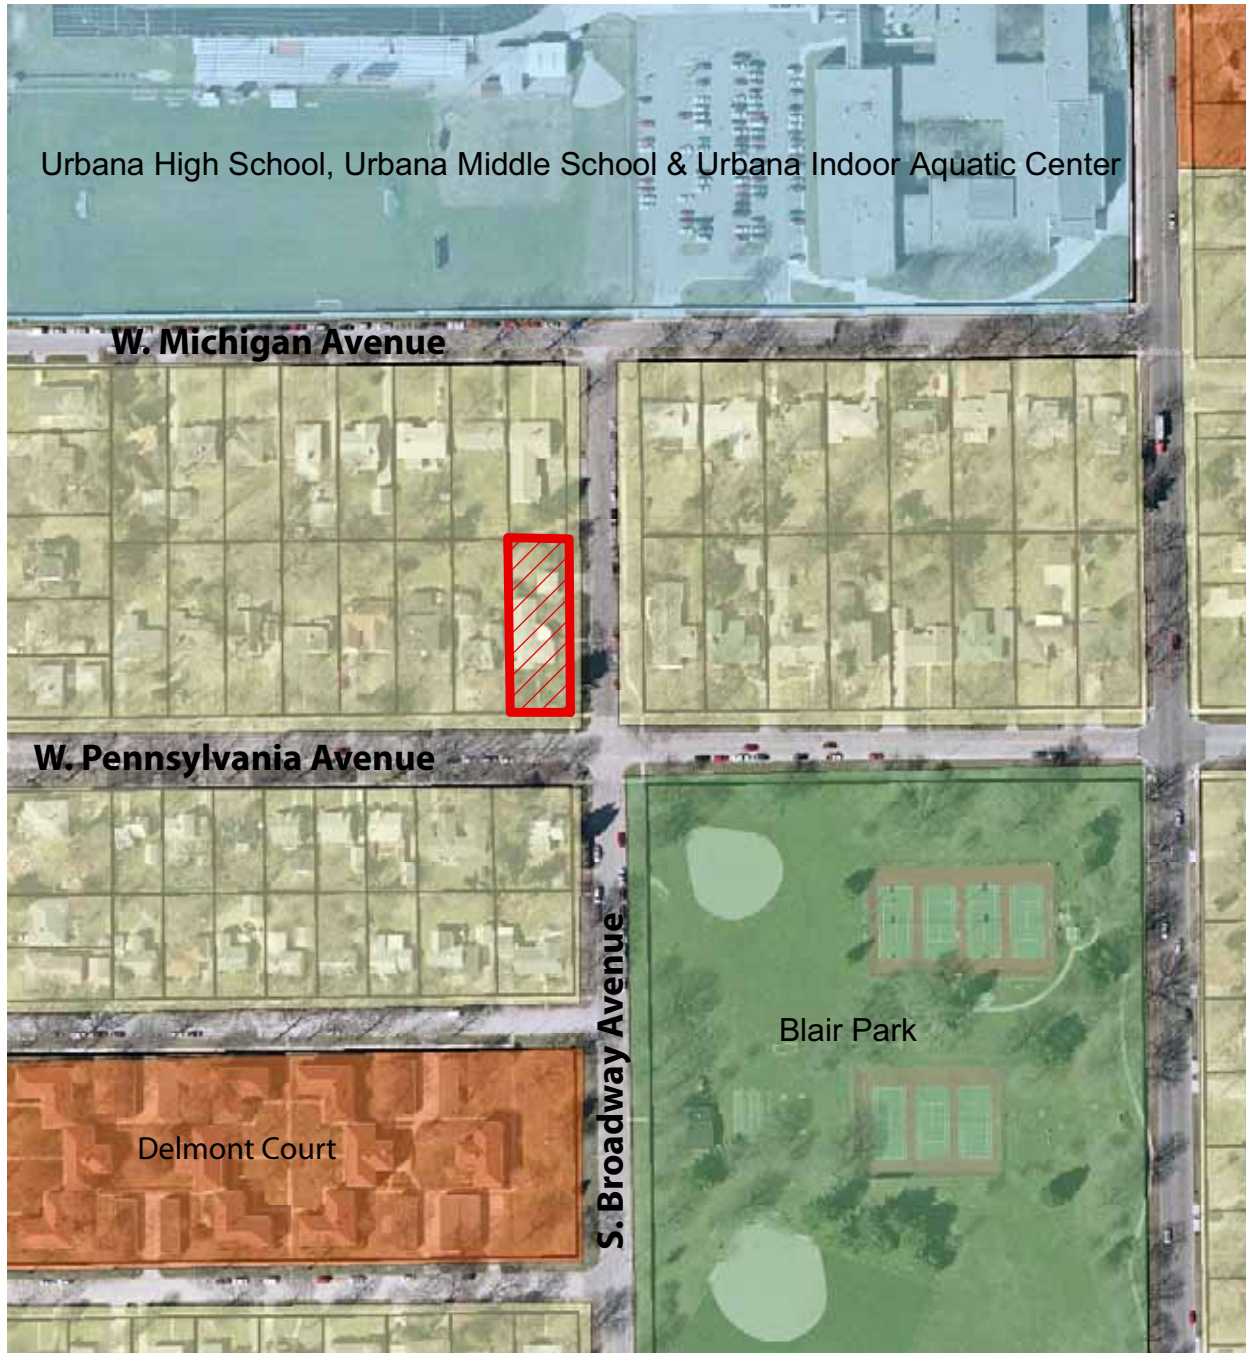 Urbana High School, Urbana Middle School & Urbana Indoor Aquatic Center
W. Michigan Avenue
W. Pennsylvania Avenue
S. Broadway Avenue
Blair Park
Delmont Court